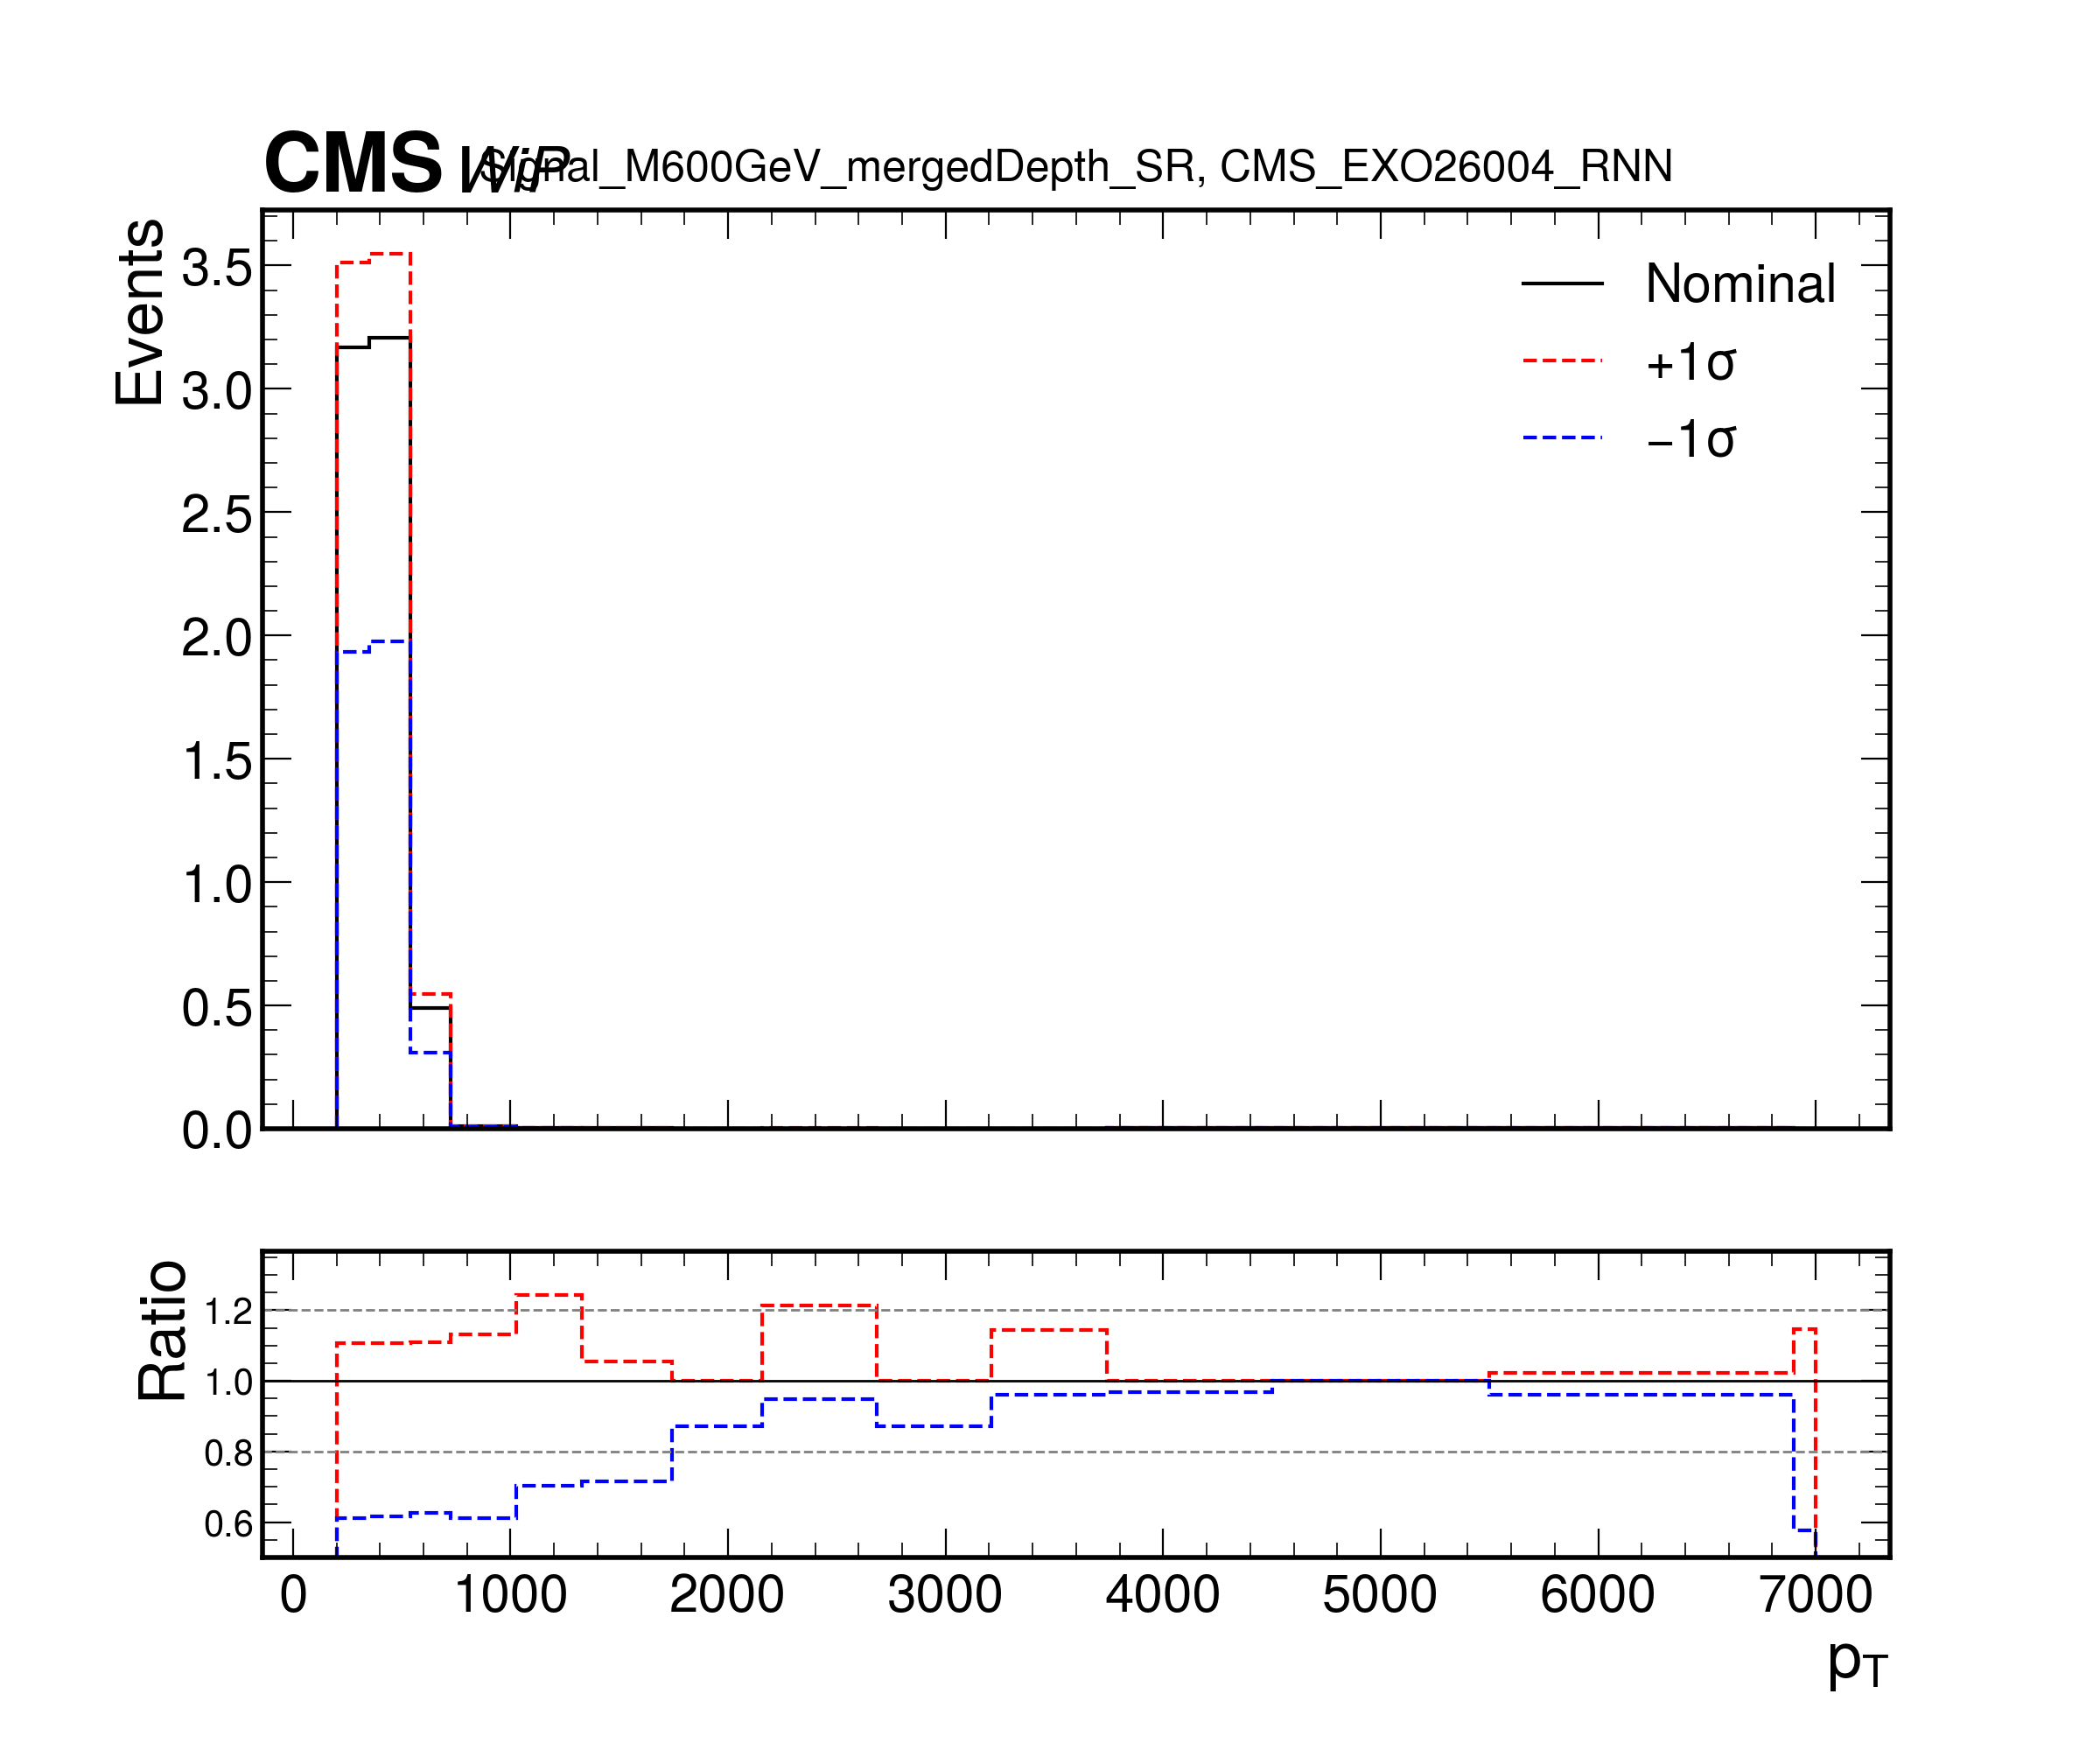 CMS WiP Signal_M600GeV_mergedDepth_SR, CMS_EXO26004_RNN
Events
3.5
3.0
2.5
2.0
1.5
1.0
0.5
0.0
Nominal
+1σ
−1σ
Ratio
1.2
1.0
0.8
0.6
0 1000 2000 3000 4000 5000 6000 7000
pT